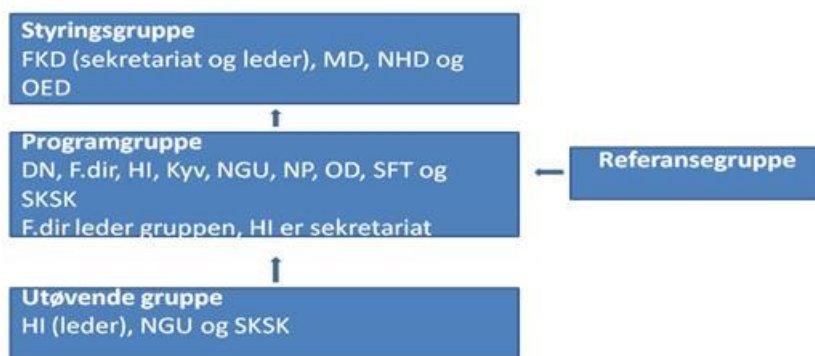 Styringsgruppe
FKD (sekretariat og leder), MD, NHD og
OED
Programgruppe
DN, F.dir, HI, Kyv, NGU, NP, OD, SFT og
SKSK
F.dir leder gruppen, HI er sekretariat
Referansegruppe
Utøvende gruppe
HI (leder), NGU og SKSK